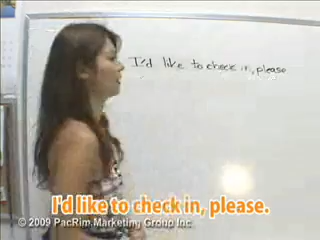 I'd like to check in, please
I'd like to check in, please.
© 2009 PacRim Marketing Group Inc.